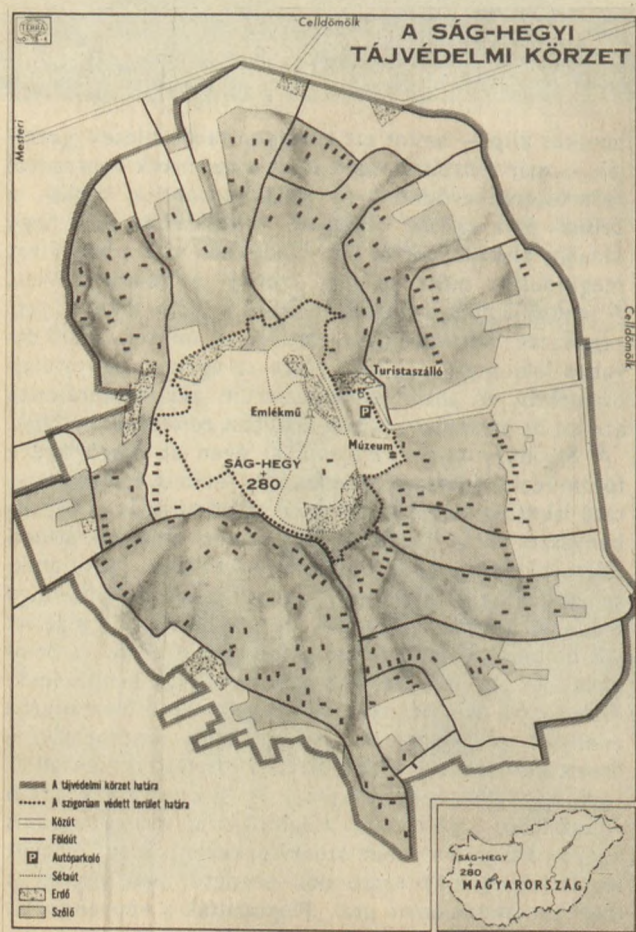 TERRA
Celldömölk
A SÁG-HEGYI
TÁJVÉDELMI KÖRZET
Mesteri
Celldömölk
Turistaszálló
Emlékmű
P
Múzeum
SÁG-HEGY
280
A tájvédelmi körzet határa
A szigorúan védett terület határa
Közút
Földút
P Autóparkoló
Sétaút
Erdő
Szőlő
SÁG-HEGY
280
MAGYARORSZÁG